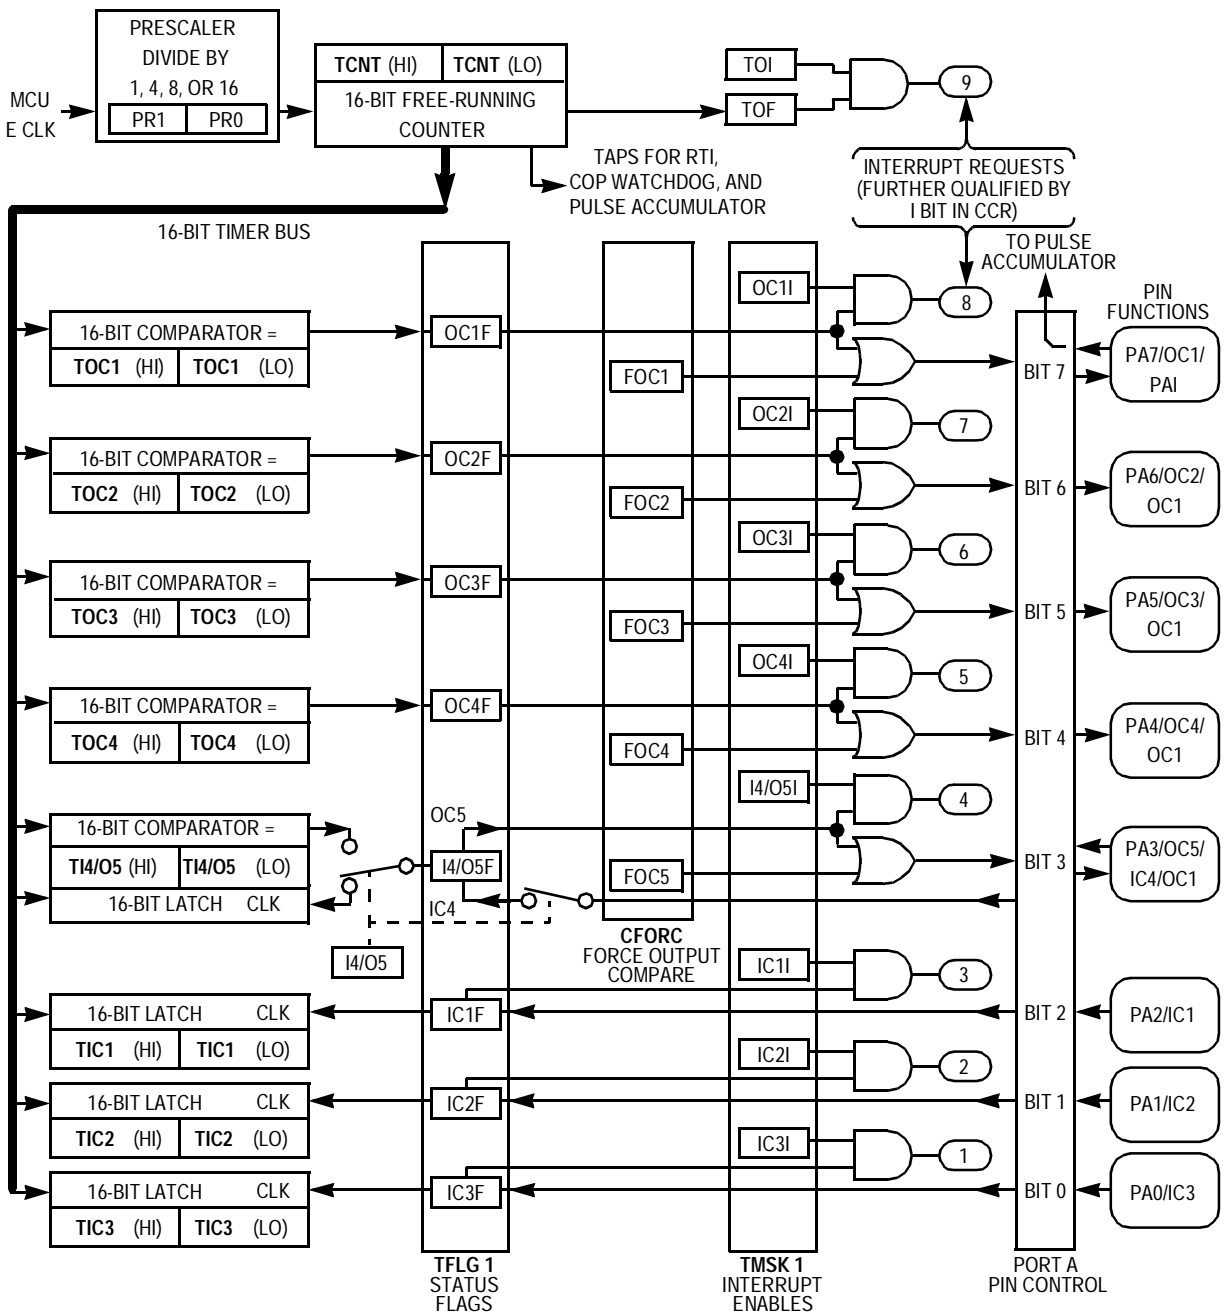 PRESCALER
DIVIDE BY
1, 4, 8, OR 16
PR1 PR0
MCU
E CLK
TCNT (HI) TCNT (LO)
16-BIT FREE-RUNNING
COUNTER
TOI
TOF
9
TAPS FOR RTI,
COP WATCHDOG, AND
PULSE ACCUMULATOR
INTERRUPT REQUESTS
(FURTHER QUALIFIED BY
I BIT IN CCR)
16-BIT TIMER BUS
TO PULSE
ACCUMULATOR
PIN
FUNCTIONS
OC1I
8
16-BIT COMPARATOR =
TOC1 (HI) TOC1 (LO)
OC1F
FOC1
BIT 7
PA7/OC1/
PAI
OC2I
7
16-BIT COMPARATOR =
TOC2 (HI) TOC2 (LO)
OC2F
FOC2
BIT 6
PA6/OC2/
OC1
OC3I
6
16-BIT COMPARATOR =
TOC3 (HI) TOC3 (LO)
OC3F
FOC3
BIT 5
PA5/OC3/
OC1
OC4I
5
16-BIT COMPARATOR =
TOC4 (HI) TOC4 (LO)
OC4F
FOC4
BIT 4
PA4/OC4/
OC1
I4/O5I
4
16-BIT COMPARATOR =
TI4/O5 (HI) TI4/O5 (LO)
16-BIT LATCH CLK
OC5
I4/O5F
IC4
FOC5
BIT 3
PA3/OC5/
IC4/OC1
I4/O5
CFORC
FORCE OUTPUT
COMPARE
IC1I
3
16-BIT LATCH CLK
TIC1 (HI) TIC1 (LO)
IC1F
BIT 2
PA2/IC1
IC2I
2
16-BIT LATCH CLK
TIC2 (HI) TIC2 (LO)
IC2F
BIT 1
PA1/IC2
IC3I
1
16-BIT LATCH CLK
TIC3 (HI) TIC3 (LO)
IC3F
BIT 0
PA0/IC3
TFLG 1
STATUS
FLAGS
TMSK 1
INTERRUPT
ENABLES
PORT A
PIN CONTROL